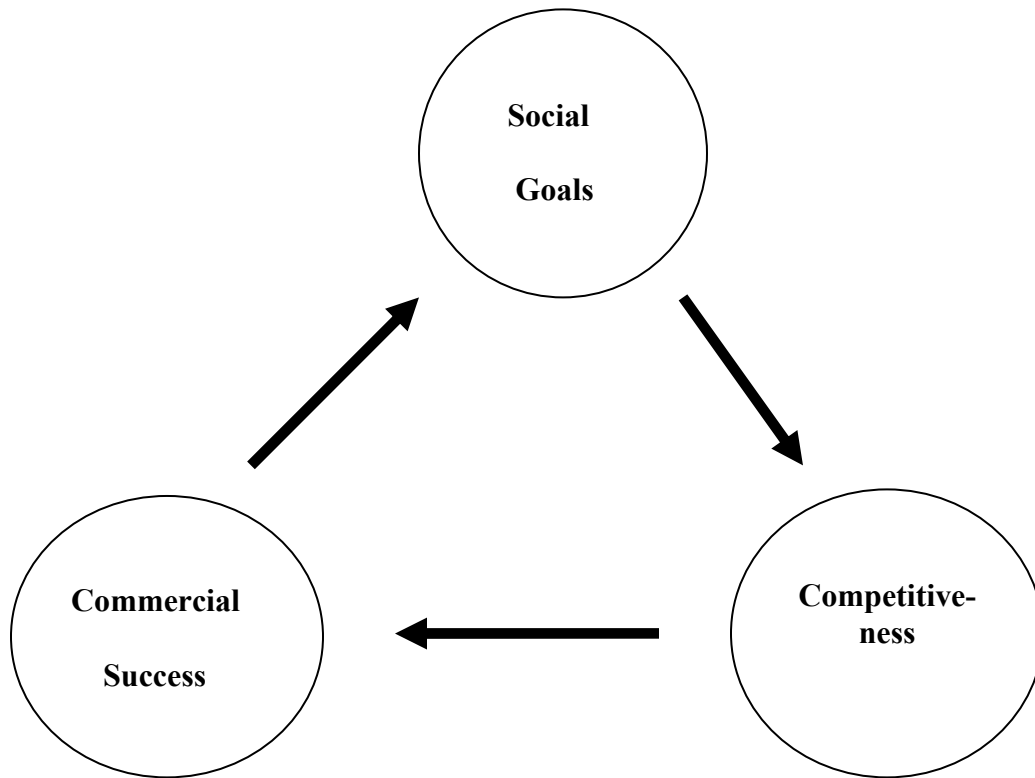 Social
Goals
Commercial
Success
Competitive-
ness